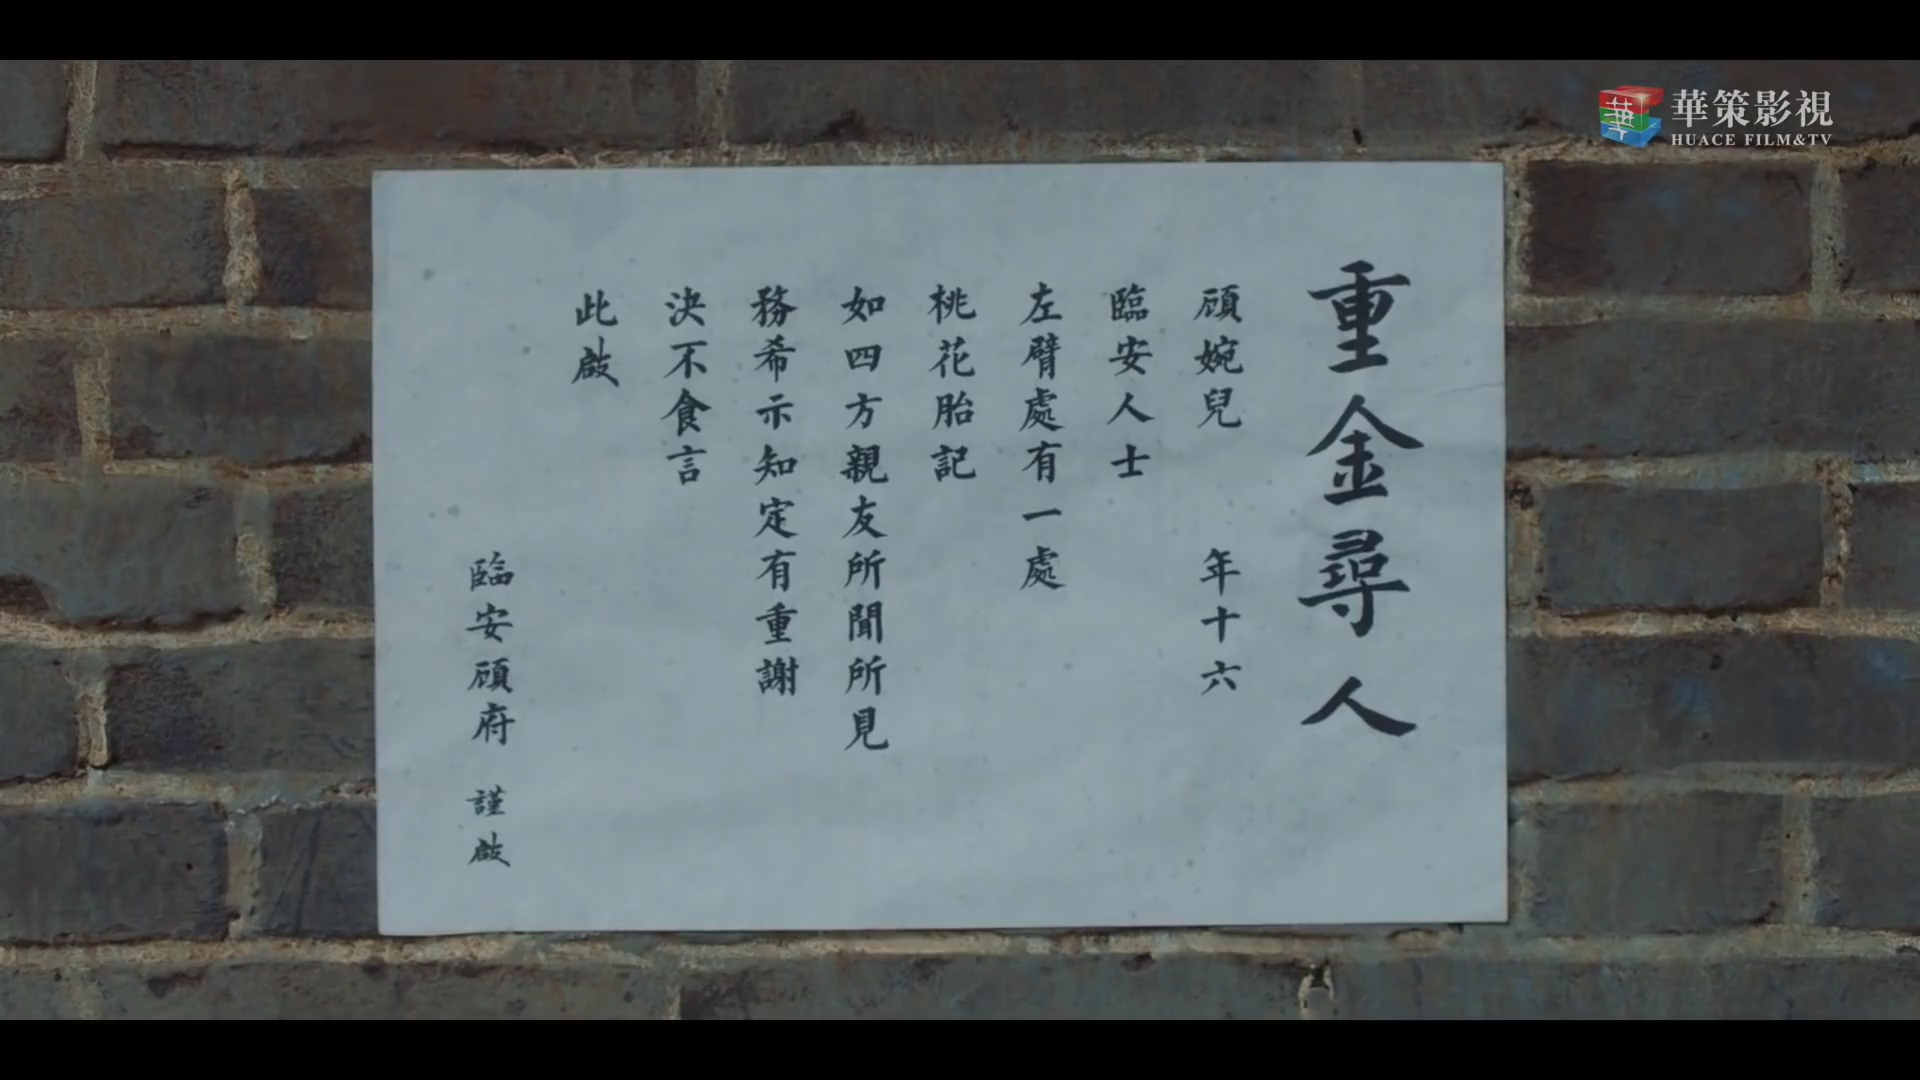 重金尋人
顧婉兒 年十六
臨安人士
左臂處有一處
桃花胎記
如四方親友所聞所見
務希示知定有重謝
決不食言
此啟
臨安顧府 謹啟
華策影視
HUACE FILM&TV